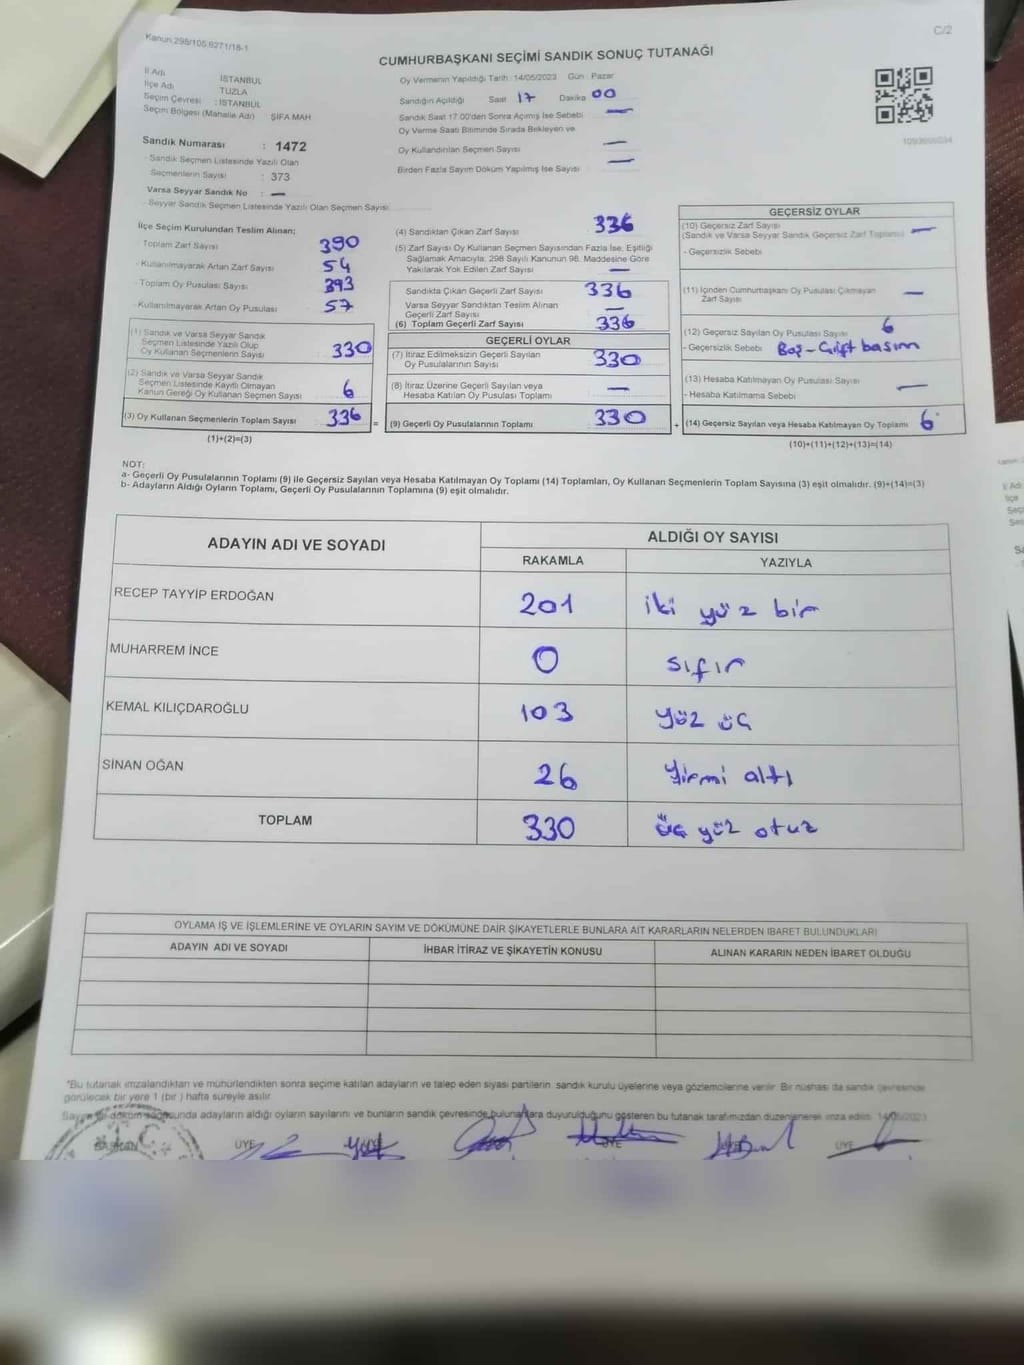 Kanun:298/105,6271/18-1
C/2
CUMHURBAŞKANI SEÇİMİ SANDIK SONUÇ TUTANAĞI
İl Adı : İSTANBUL
İlçe Adı : TUZLA
Seçim Çevresi : İSTANBUL
Seçim Bölgesi (Mahalle Adı) ŞİFA MAH
Sandık Numarası : 1472
- Sandık Seçmen Listesinde Yazılı Olan
Seçmenlerin Sayısı : 373
Varsa Seyyar Sandık No : —
- Seyyar Sandık Seçmen Listesinde Yazılı Olan Seçmen Sayısı
Oy Vermenin Yapıldığı Tarih : 14/05/2023 Gün : Pazar
Sandığın Açıldığı Saat 17 Dakika 00
Sandık Saat 17.00'dan Sonra Açılmış İse Sebebi —
Oy Verme Saati Bitiminde Sırada Bekleyen ve
Oy Kullandırılan Seçmen Sayısı —
Birden Fazla Sayım Döküm Yapılmış İse Sayısı —
İlçe Seçim Kurulundan Teslim Alınan;
Toplam Zarf Sayısı 390
- Kullanılmayarak Artan Zarf Sayısı 54
- Toplam Oy Pusulası Sayısı 393
- Kullanılmayarak Artan Oy Pusulası 57
(1) Sandık ve Varsa Seyyar Sandık
Seçmen Listesinde Yazılı Olup
Oy Kullanan Seçmenlerin Sayısı 330
(2) Sandık ve Varsa Seyyar Sandık
Seçmen Listesinde Kayıtlı Olmayan
Kanun Gereği Oy Kullanan Seçmen Sayısı 6
(3) Oy Kullanan Seçmenlerin Toplam Sayısı 336 =
(1)+(2)=(3)
(4) Sandıktan Çıkan Zarf Sayısı 336
(5) Zarf Sayısı Oy Kullanan Seçmen Sayısından Fazla İse, Eşitliği
Sağlamak Amacıyla, 298 Sayılı Kanunun 98. Maddesine Göre
Yakılarak Yok Edilen Zarf Sayısı —
Sandıkta Çıkan Geçerli Zarf Sayısı 336
Varsa Seyyar Sandıktan Teslim Alınan
Geçerli Zarf Sayısı —
(6) Toplam Geçerli Zarf Sayısı 336
GEÇERLİ OYLAR
(7) İtiraz Edilmeksizin Geçerli Sayılan
Oy Pusulasının Sayısı 330
(8) İtiraz Üzerine Geçerli Sayılan veya
Hesaba Katılan Oy Pusulası Toplamı —
(9) Geçerli Oy Pusulalarının Toplamı 330 +
GEÇERSİZ OYLAR
(10) Geçersiz Zarf Sayısı
(Sandık ve Varsa Seyyar Sandık Geçersiz Zarf Toplamı) —
- Geçersizlik Sebebi
(11) İçinden Cumhurbaşkanı Oy Pusulası Çıkmayan
Zarf Sayısı —
(12) Geçersiz Sayılan Oy Pusulası Sayısı 6
- Geçersizlik Sebebi Boş-Çift basım
(13) Hesaba Katılmayan Oy Pusulası Sayısı —
- Hesaba Katılmama Sebebi
(14) Geçersiz Sayılan veya Hesaba Katılmayan Oy Toplamı 6
(10)+(11)+(12)+(13)=(14)
NOT:
a- Geçerli Oy Pusulalarının Toplamı (9) ile Geçersiz Sayılan veya Hesaba Katılmayan Oy Toplamı (14) Toplamları, Oy Kullanan Seçmenlerin Toplam Sayısına (3) eşit olmalıdır. (9)+(14)=(3)
b- Adayların Aldığı Oyların Toplamı, Geçerli Oy Pusulalarının Toplamına (9) eşit olmalıdır.
ADAYIN ADI VE SOYADI
ALDIĞI OY SAYISI
RAKAMLA YAZIYLA
RECEP TAYYİP ERDOĞAN 201 iki yüz bir
MUHARREM İNCE 0 sıfır
KEMAL KILIÇDAROĞLU 103 Yüz üç
SİNAN OĞAN 26 Yirmi altı
TOPLAM 330 üç yüz otuz
OYLAMA İŞ VE İŞLEMLERİNE VE OYLARIN SAYIM VE DÖKÜMÜNE DAİR ŞİKAYETLERLE BUNLARA AİT KARARLARIN NELERDEN İBARET BULUNDUKLARI
ADAYIN ADI VE SOYADI İHBAR İTİRAZ VE ŞİKAYETİN KONUSU ALINAN KARARIN NEDEN İBARET OLDUĞU
*Bu tutanak imzalandıktan ve mühürlendikten sonra seçime katılan adayların ve talep eden siyasi partilerin, sandık kurulu üyelerine veya gözlemcilerine verilir. Bir nüshası da sandık çevresinde
görülecek bir yere 1 (bir ) hafta süreyle asılır.
Sayım ve döküm sonucunda adayların aldığı oyların sayılarını ve bunların sandık çevresinde bulunanlara duyurulduğunu gösteren bu tutanak tarafımızdan düzenlenerek imza edildi. 14/05/2023
BAŞKAN ÜYE ÜYE ÜYE ÜYE